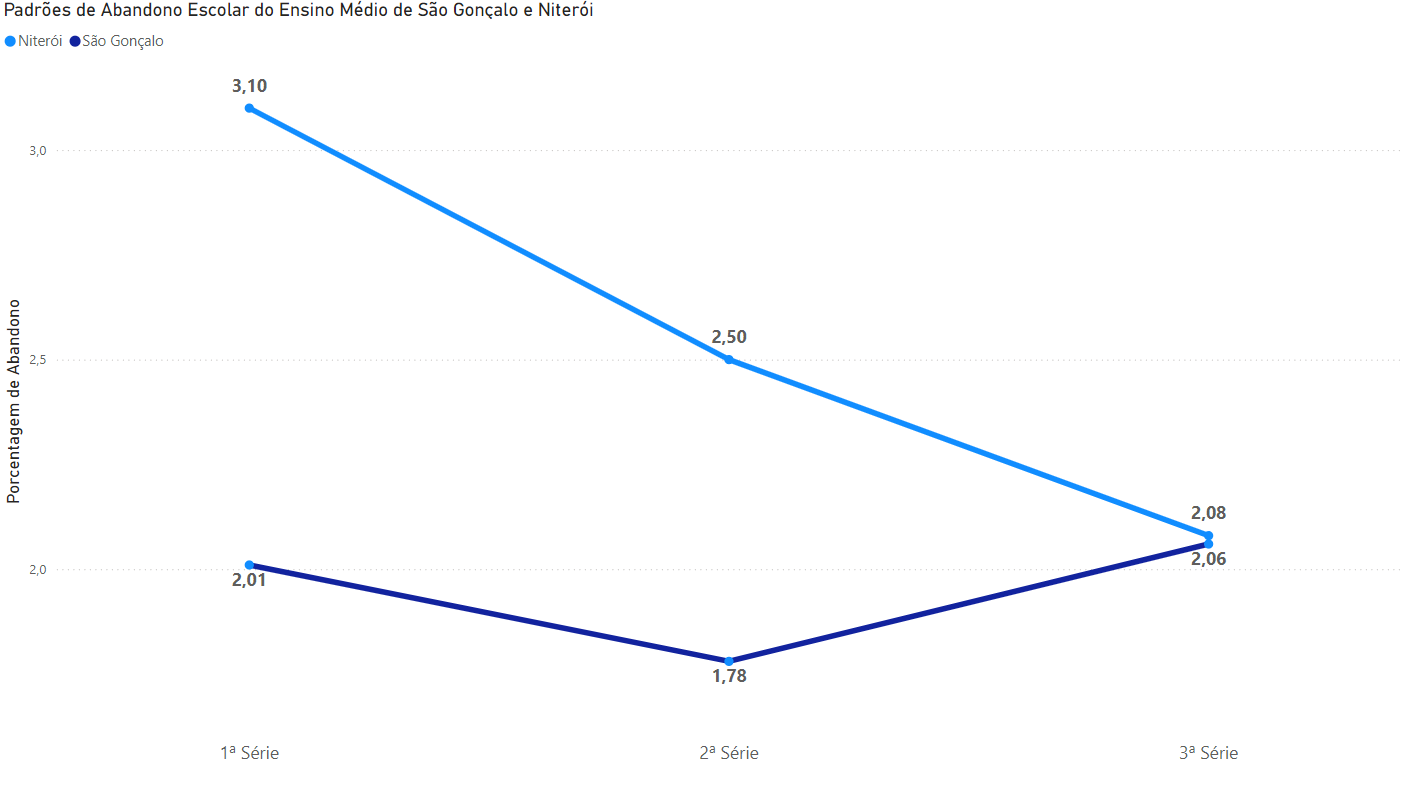 Padrões de Abandono Escolar do Ensino Médio de São Gonçalo e Niterói
Niterói São Gonçalo
3,10
3,0
2,50
2,5
Porcentagem de Abandono
2,08
2,06
2,0
2,01
1,78
1ª Série 2ª Série 3ª Série